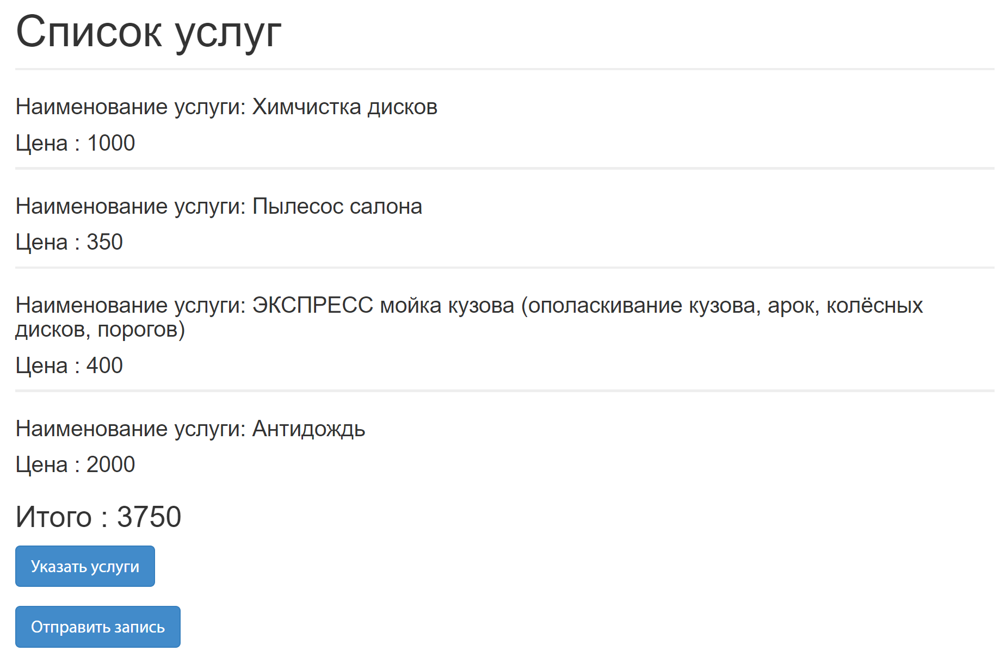 Список услуг
Наименование услуги: Химчистка дисков
Цена : 1000
Наименование услуги: Пылесос салона
Цена : 350
Наименование услуги: ЭКСПРЕСС мойка кузова (ополаскивание кузова, арок, колёсных
дисков, порогов)
Цена : 400
Наименование услуги: Антидождь
Цена : 2000
Итого : 3750
Указать услуги
Отправить запись